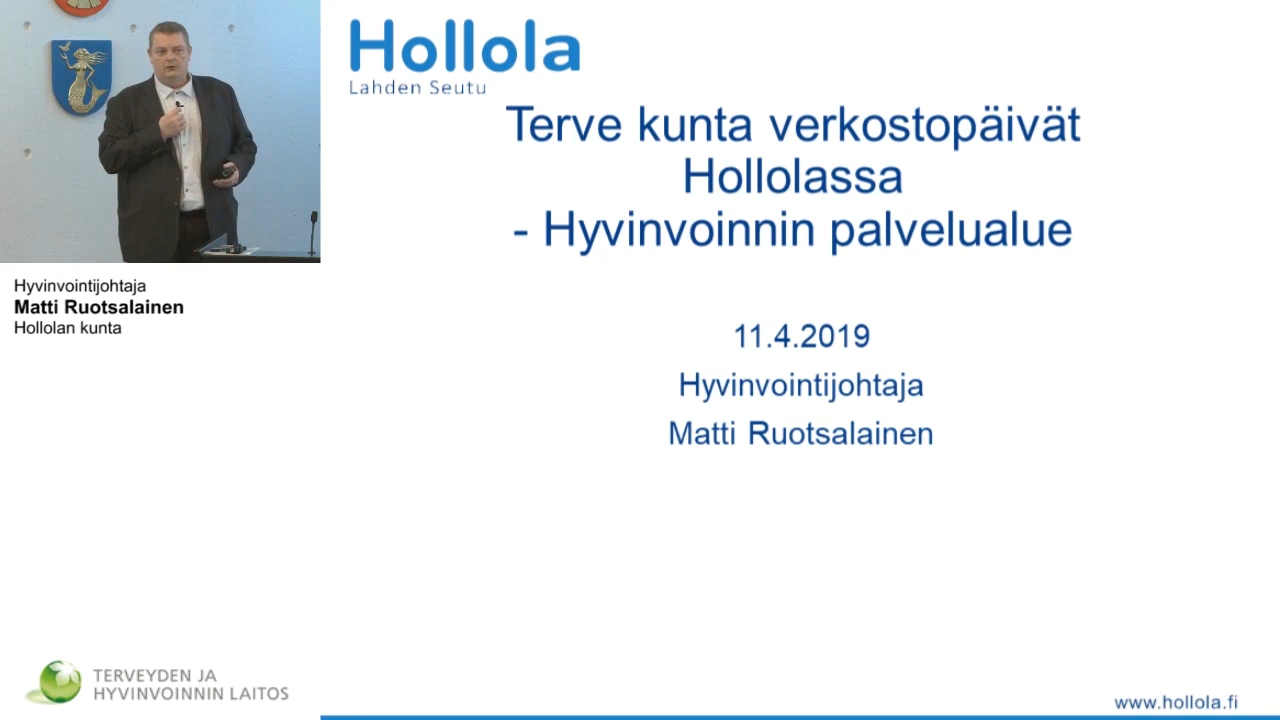 Hollola
Lahden Seutu
Terve kunta verkostopäivät
Hollolassa
- Hyvinvoinnin palvelualue
11.4.2019
Hyvinvointijohtaja
Matti Ruotsalainen
Hyvinvointijohtaja
Matti Ruotsalainen
Hollolan kunta
TERVEYDEN JA
HYVINVOINNIN LAITOS
www.hollola.fi